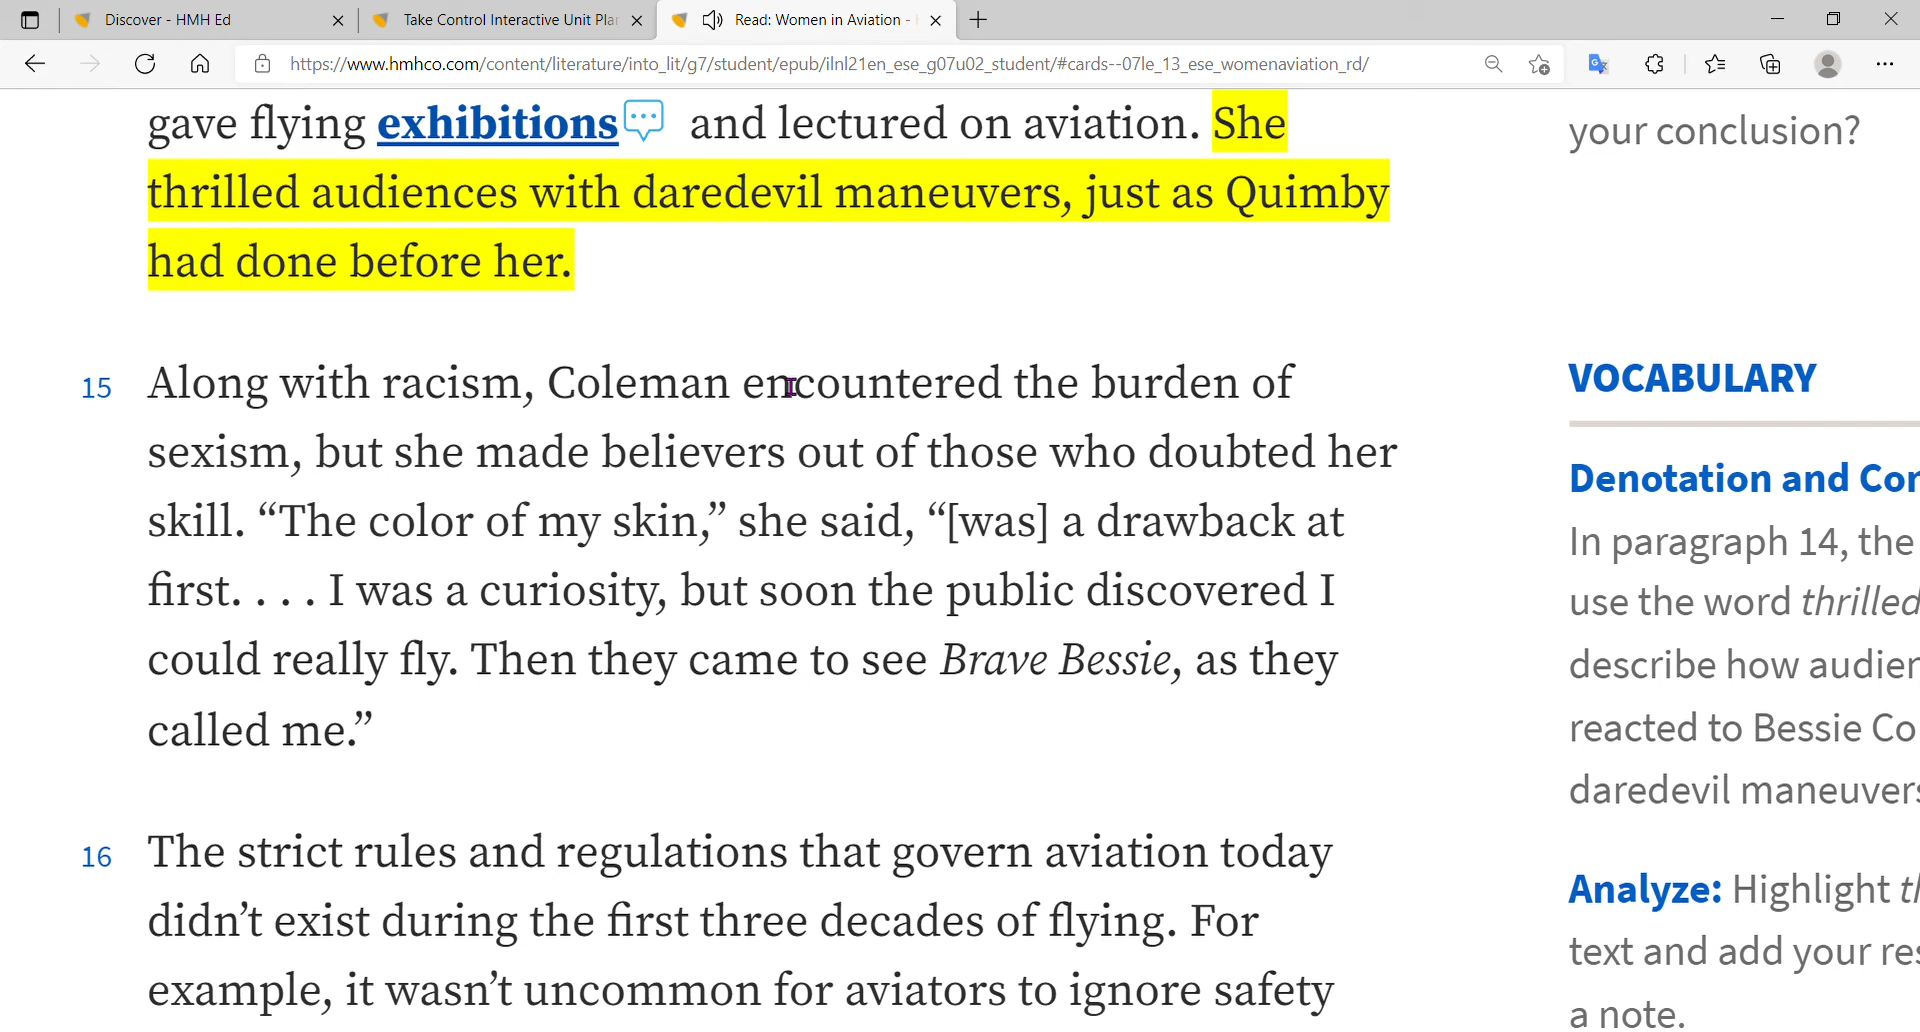 Discover - HMH Ed
Take Control Interactive Unit Pla
Read: Women in Aviation -
https://www.hmhco.com/content/literature/into_lit/g7/student/epub/ilnl21en_ese_g07u02_student/#cards--07le_13_ese_womenaviation_rd/
gave flying exhibitions and lectured on aviation. She
thrilled audiences with daredevil maneuvers, just as Quimby
had done before her.
15 Along with racism, Coleman encountered the burden of
sexism, but she made believers out of those who doubted her
skill. “The color of my skin,” she said, “[was] a drawback at
first. . . . I was a curiosity, but soon the public discovered I
could really fly. Then they came to see Brave Bessie, as they
called me.”
16 The strict rules and regulations that govern aviation today
didn’t exist during the first three decades of flying. For
example, it wasn’t uncommon for aviators to ignore safety
your conclusion?
VOCABULARY
Denotation and Con
In paragraph 14, the
use the word thrilled
describe how audien
reacted to Bessie Co
daredevil maneuvers
Analyze: Highlight th
text and add your res
a note.